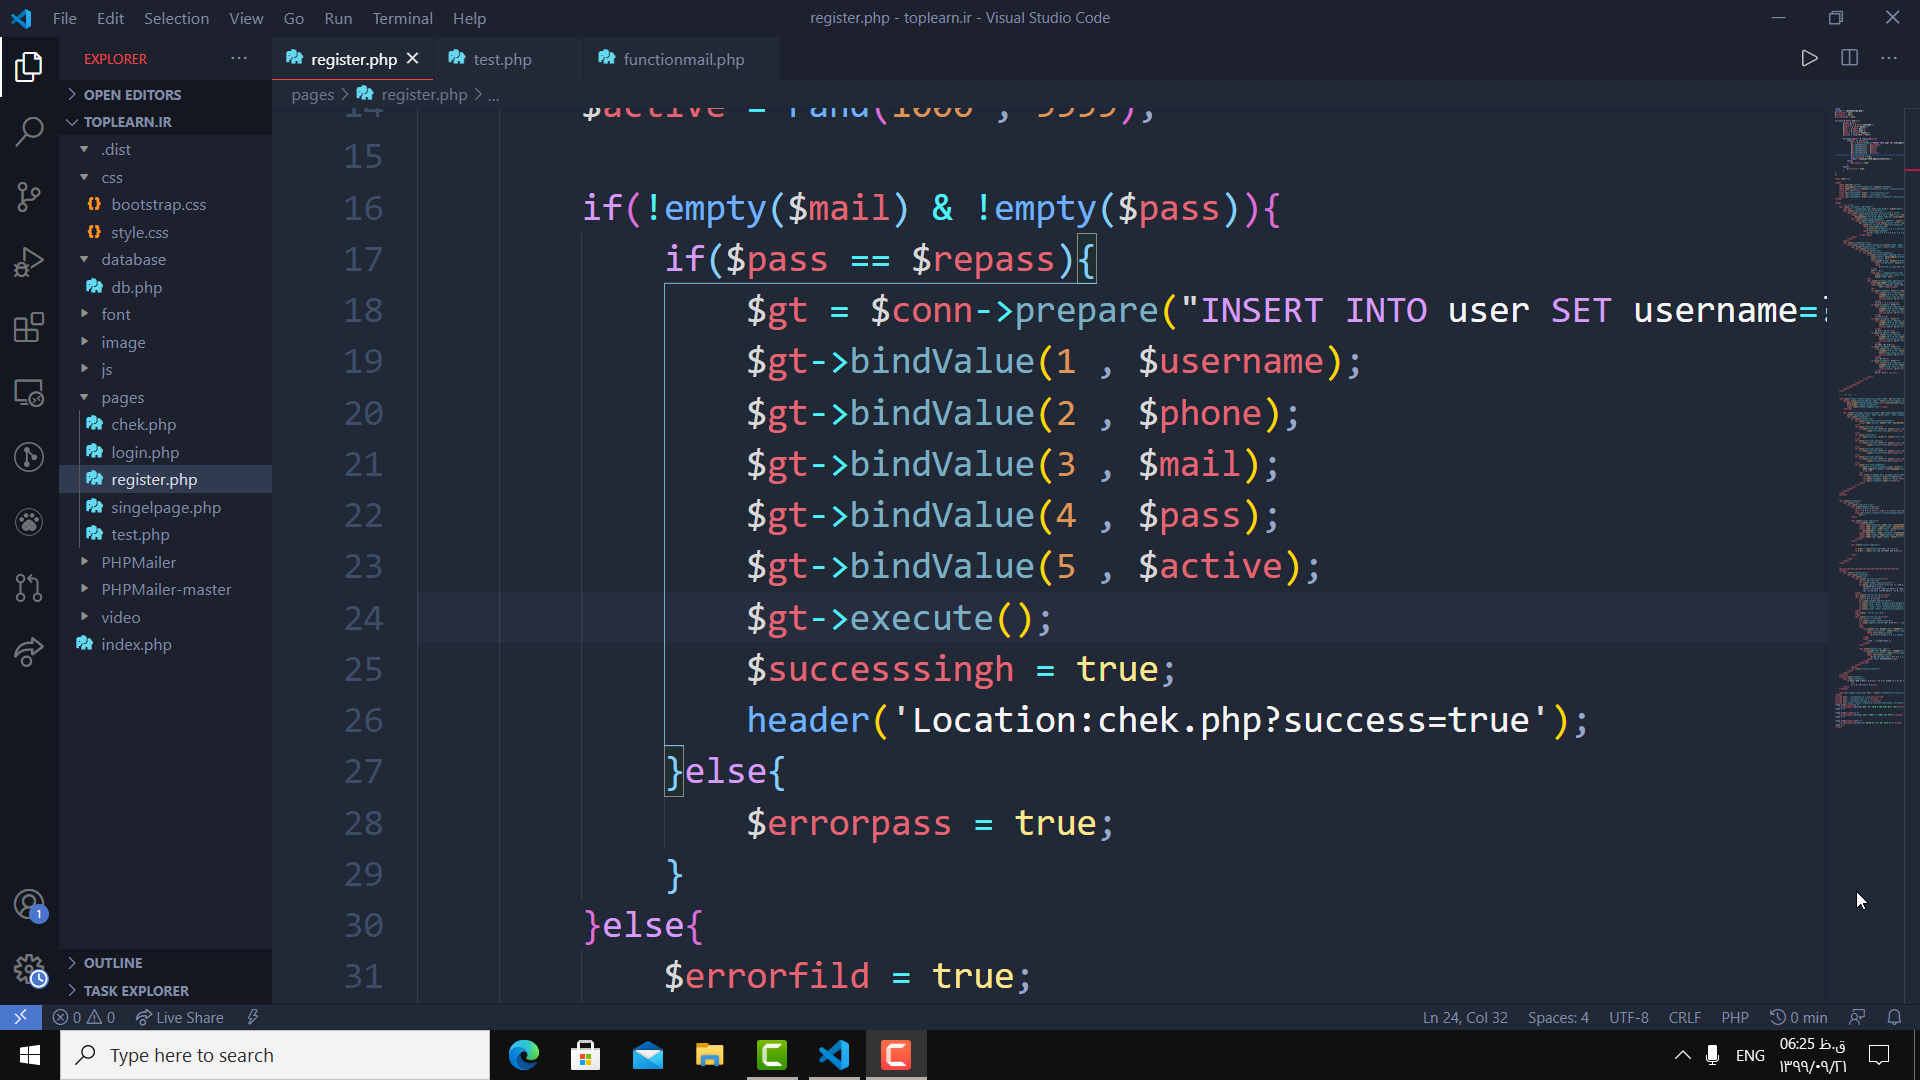 File Edit Selection View Go Run Terminal Help
register.php - toplearn.ir - Visual Studio Code
EXPLORER
register.php
test.php
functionmail.php
OPEN EDITORS
pages > register.php > ...
TOPLEARN.IR
.dist
css
bootstrap.css
style.css
database
db.php
font
image
js
pages
chek.php
login.php
register.php
singelpage.php
test.php
PHPMailer
PHPMailer-master
video
index.php
OUTLINE
TASK EXPLORER
14 $active = rand(1000 , 9999);
15
16 if(!empty($mail) & !empty($pass)){
17 if($pass == $repass){
18 $gt = $conn->prepare("INSERT INTO user SET username=
19 $gt->bindValue(1 , $username);
20 $gt->bindValue(2 , $phone);
21 $gt->bindValue(3 , $mail);
22 $gt->bindValue(4 , $pass);
23 $gt->bindValue(5 , $active);
24 $gt->execute();
25 $successsingh = true;
26 header('Location:chek.php?success=true');
27 }else{
28 $errorpass = true;
29 }
30 }else{
31 $errorfild = true;
1
0 0 Live Share
Ln 24, Col 32 Spaces: 4 UTF-8 CRLF PHP 0 min
Type here to search
ENG
06:25 ق.ظ
۱۳۹۹/۰۹/۲۱